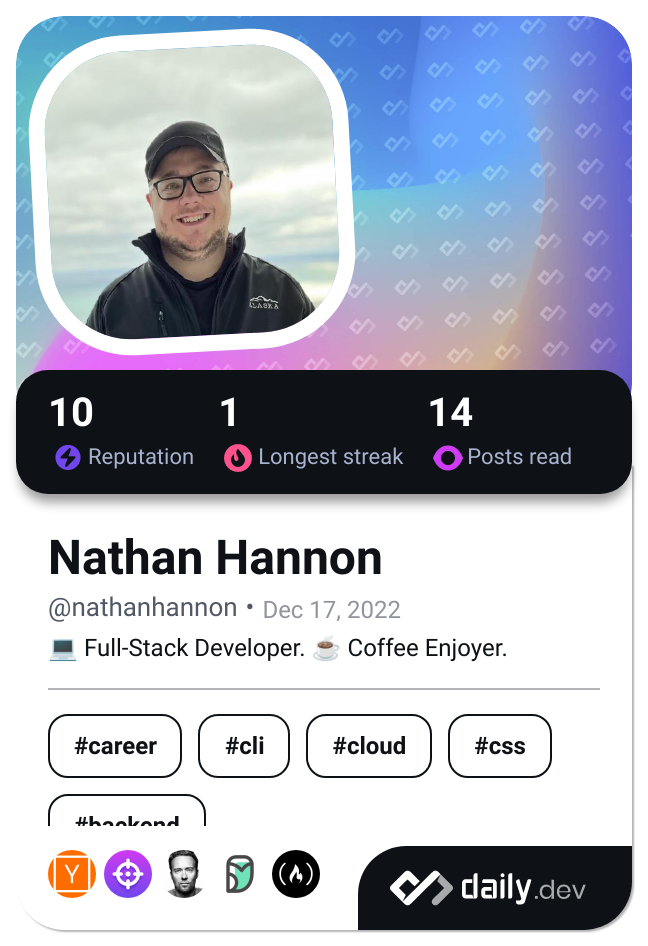 ALASKA
10 1 14
Reputation Longest streak Posts read
Nathan Hannon
@nathanhannon • Dec 17, 2022
💻 Full-Stack Developer. ☕ Coffee Enjoyer.
#career #cli #cloud #css
#backend
Y
daily.dev